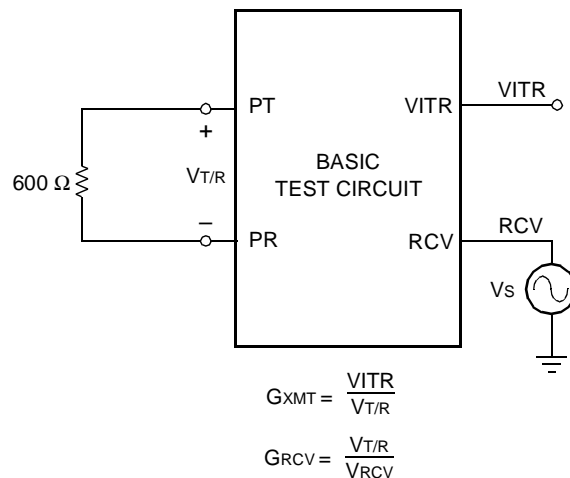 PT
VITR
VITR
+
600 Ω
VT/R
BASIC
TEST CIRCUIT
−
PR
RCV
RCV
VS
GXMT = VITR / VT/R
GRCV = VT/R / VRCV